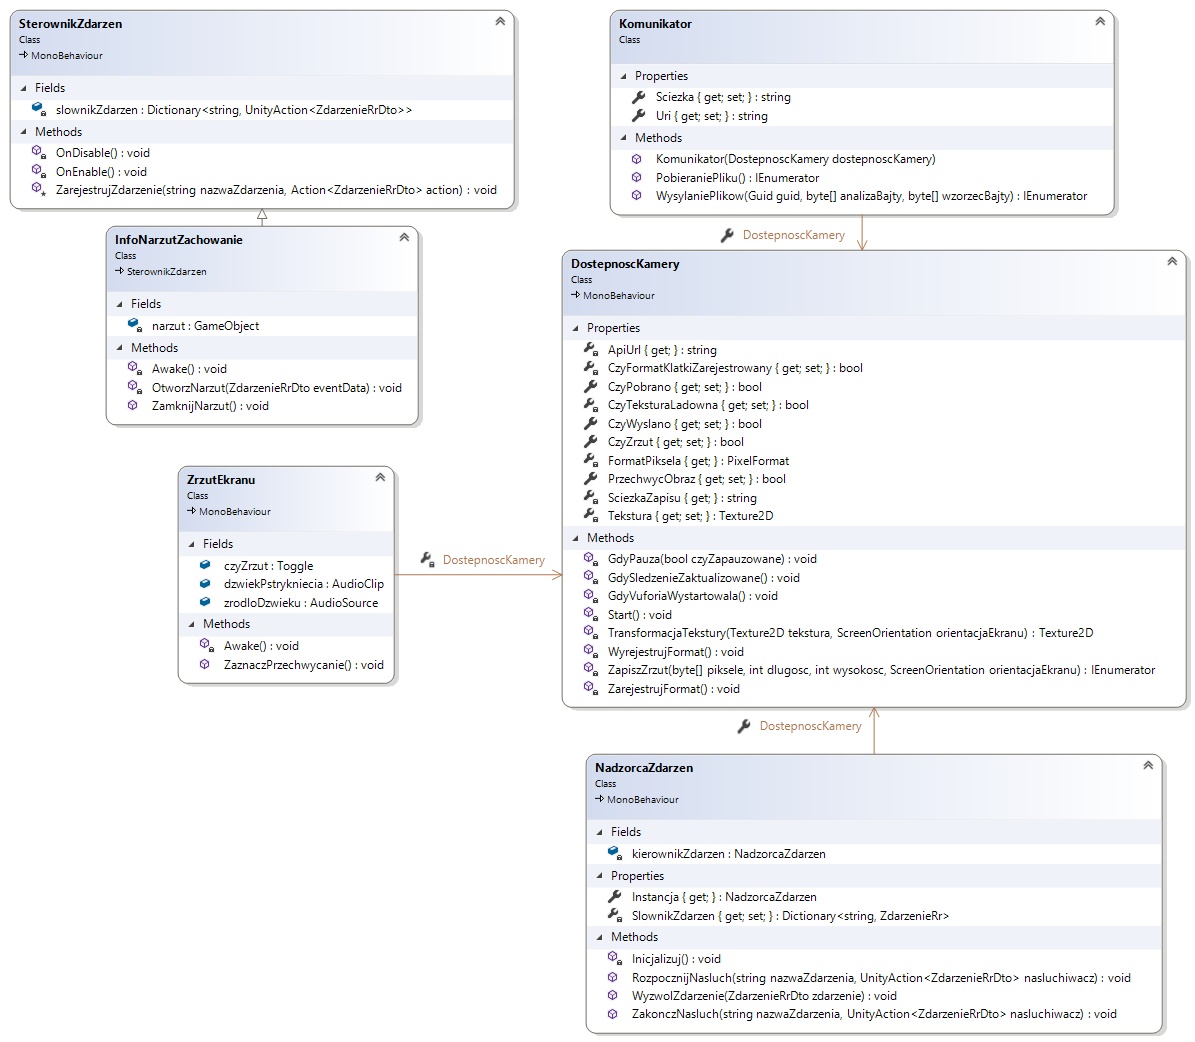 SterownikZdarzen
Class
MonoBehaviour
Fields
slownikZdarzen : Dictionary<string, UnityAction<ZdarzenieRrDto>>
Methods
OnDisable() : void
OnEnable() : void
ZarejestrujZdarzenie(string nazwaZdarzenia, Action<ZdarzenieRrDto> action) : void
InfoNarzutZachowanie
Class
SterownikZdarzen
Fields
narzut : GameObject
Methods
Awake() : void
OtworzNarzut(ZdarzenieRrDto eventData) : void
ZamknijNarzut() : void
ZrzutEkranu
Class
MonoBehaviour
Fields
czyZrzut : Toggle
dzwiekPstrykniecia : AudioClip
zrodloDzwieku : AudioSource
Methods
Awake() : void
ZaznaczPrzechwycanie() : void
DostepnoscKamery
Komunikator
Class
Properties
Sciezka { get; set; } : string
Uri { get; set; } : string
Methods
Komunikator(DostepnoscKamery dostepnoscKamery)
PobieraniePliku() : IEnumerator
WysylaniePlikow(Guid guid, byte[] analizaBajty, byte[] wzorzecBajty) : IEnumerator
DostepnoscKamery
DostepnoscKamery
Class
MonoBehaviour
Properties
ApiUrl { get; } : string
CzyFormatKlatkiZarejestrowany { get; set; } : bool
CzyPobrano { get; set; } : bool
CzyTeksturaLadowna { get; set; } : bool
CzyWyslano { get; set; } : bool
CzyZrzut { get; set; } : bool
FormatPiksela { get; } : PixelFormat
PrzechwycObraz { get; set; } : bool
SciezkaZapisu { get; } : string
Tekstura { get; set; } : Texture2D
Methods
GdyPauza(bool czyZapauzowane) : void
GdySledzenieZaktualizowane() : void
GdyVuforiaWystartowala() : void
Start() : void
TransformacjaTekstury(Texture2D tekstura, ScreenOrientation orientacjaEkranu) : Texture2D
WyrejestrujFormat() : void
ZapiszZrzut(byte[] piksele, int dlugosc, int wysokosc, ScreenOrientation orientacjaEkranu) : IEnumerator
ZarejestrujFormat() : void
DostepnoscKamery
NadzorcaZdarzen
Class
MonoBehaviour
Fields
kierownikZdarzen : NadzorcaZdarzen
Properties
Instancja { get; } : NadzorcaZdarzen
SlownikZdarzen { get; set; } : Dictionary<string, ZdarzenieRr>
Methods
Inicjalizuj() : void
RozpocznijNasluch(string nazwaZdarzenia, UnityAction<ZdarzenieRrDto> nasluchiwacz) : void
WyzwolZdarzenie(ZdarzenieRrDto zdarzenie) : void
ZakonczNasluch(string nazwaZdarzenia, UnityAction<ZdarzenieRrDto> nasluchiwacz) : void